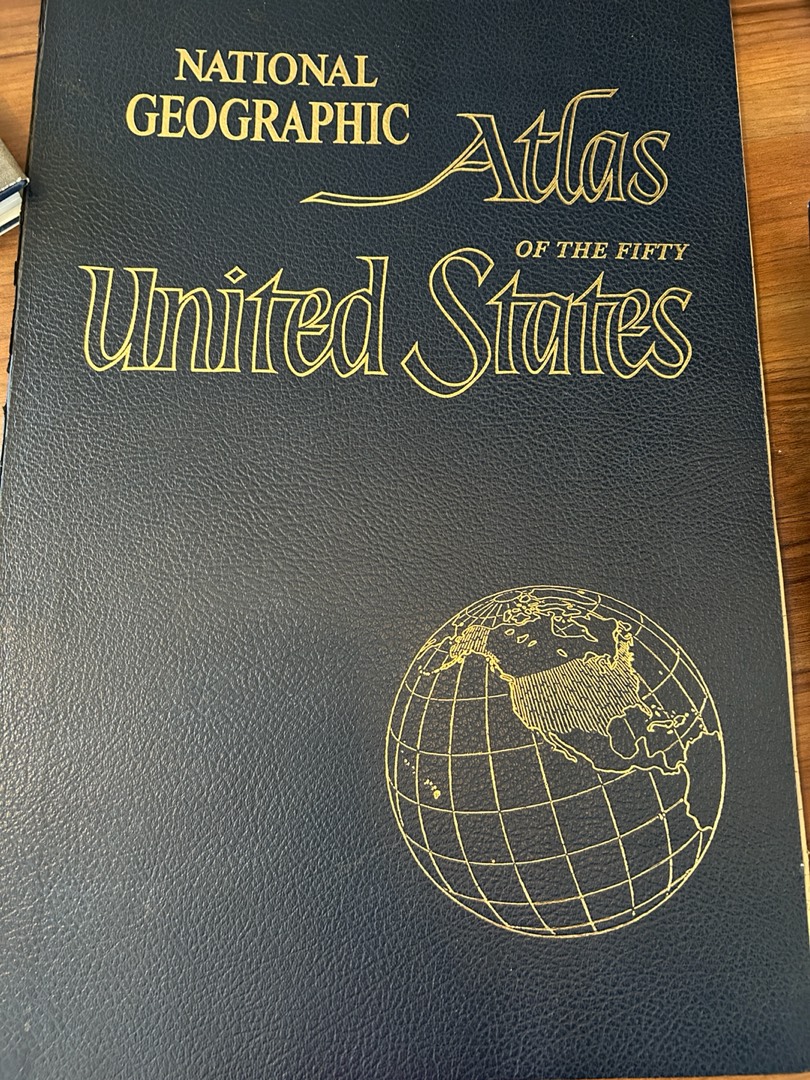 NATIONAL
GEOGRAPHIC
Atlas
OF THE FIFTY
United States